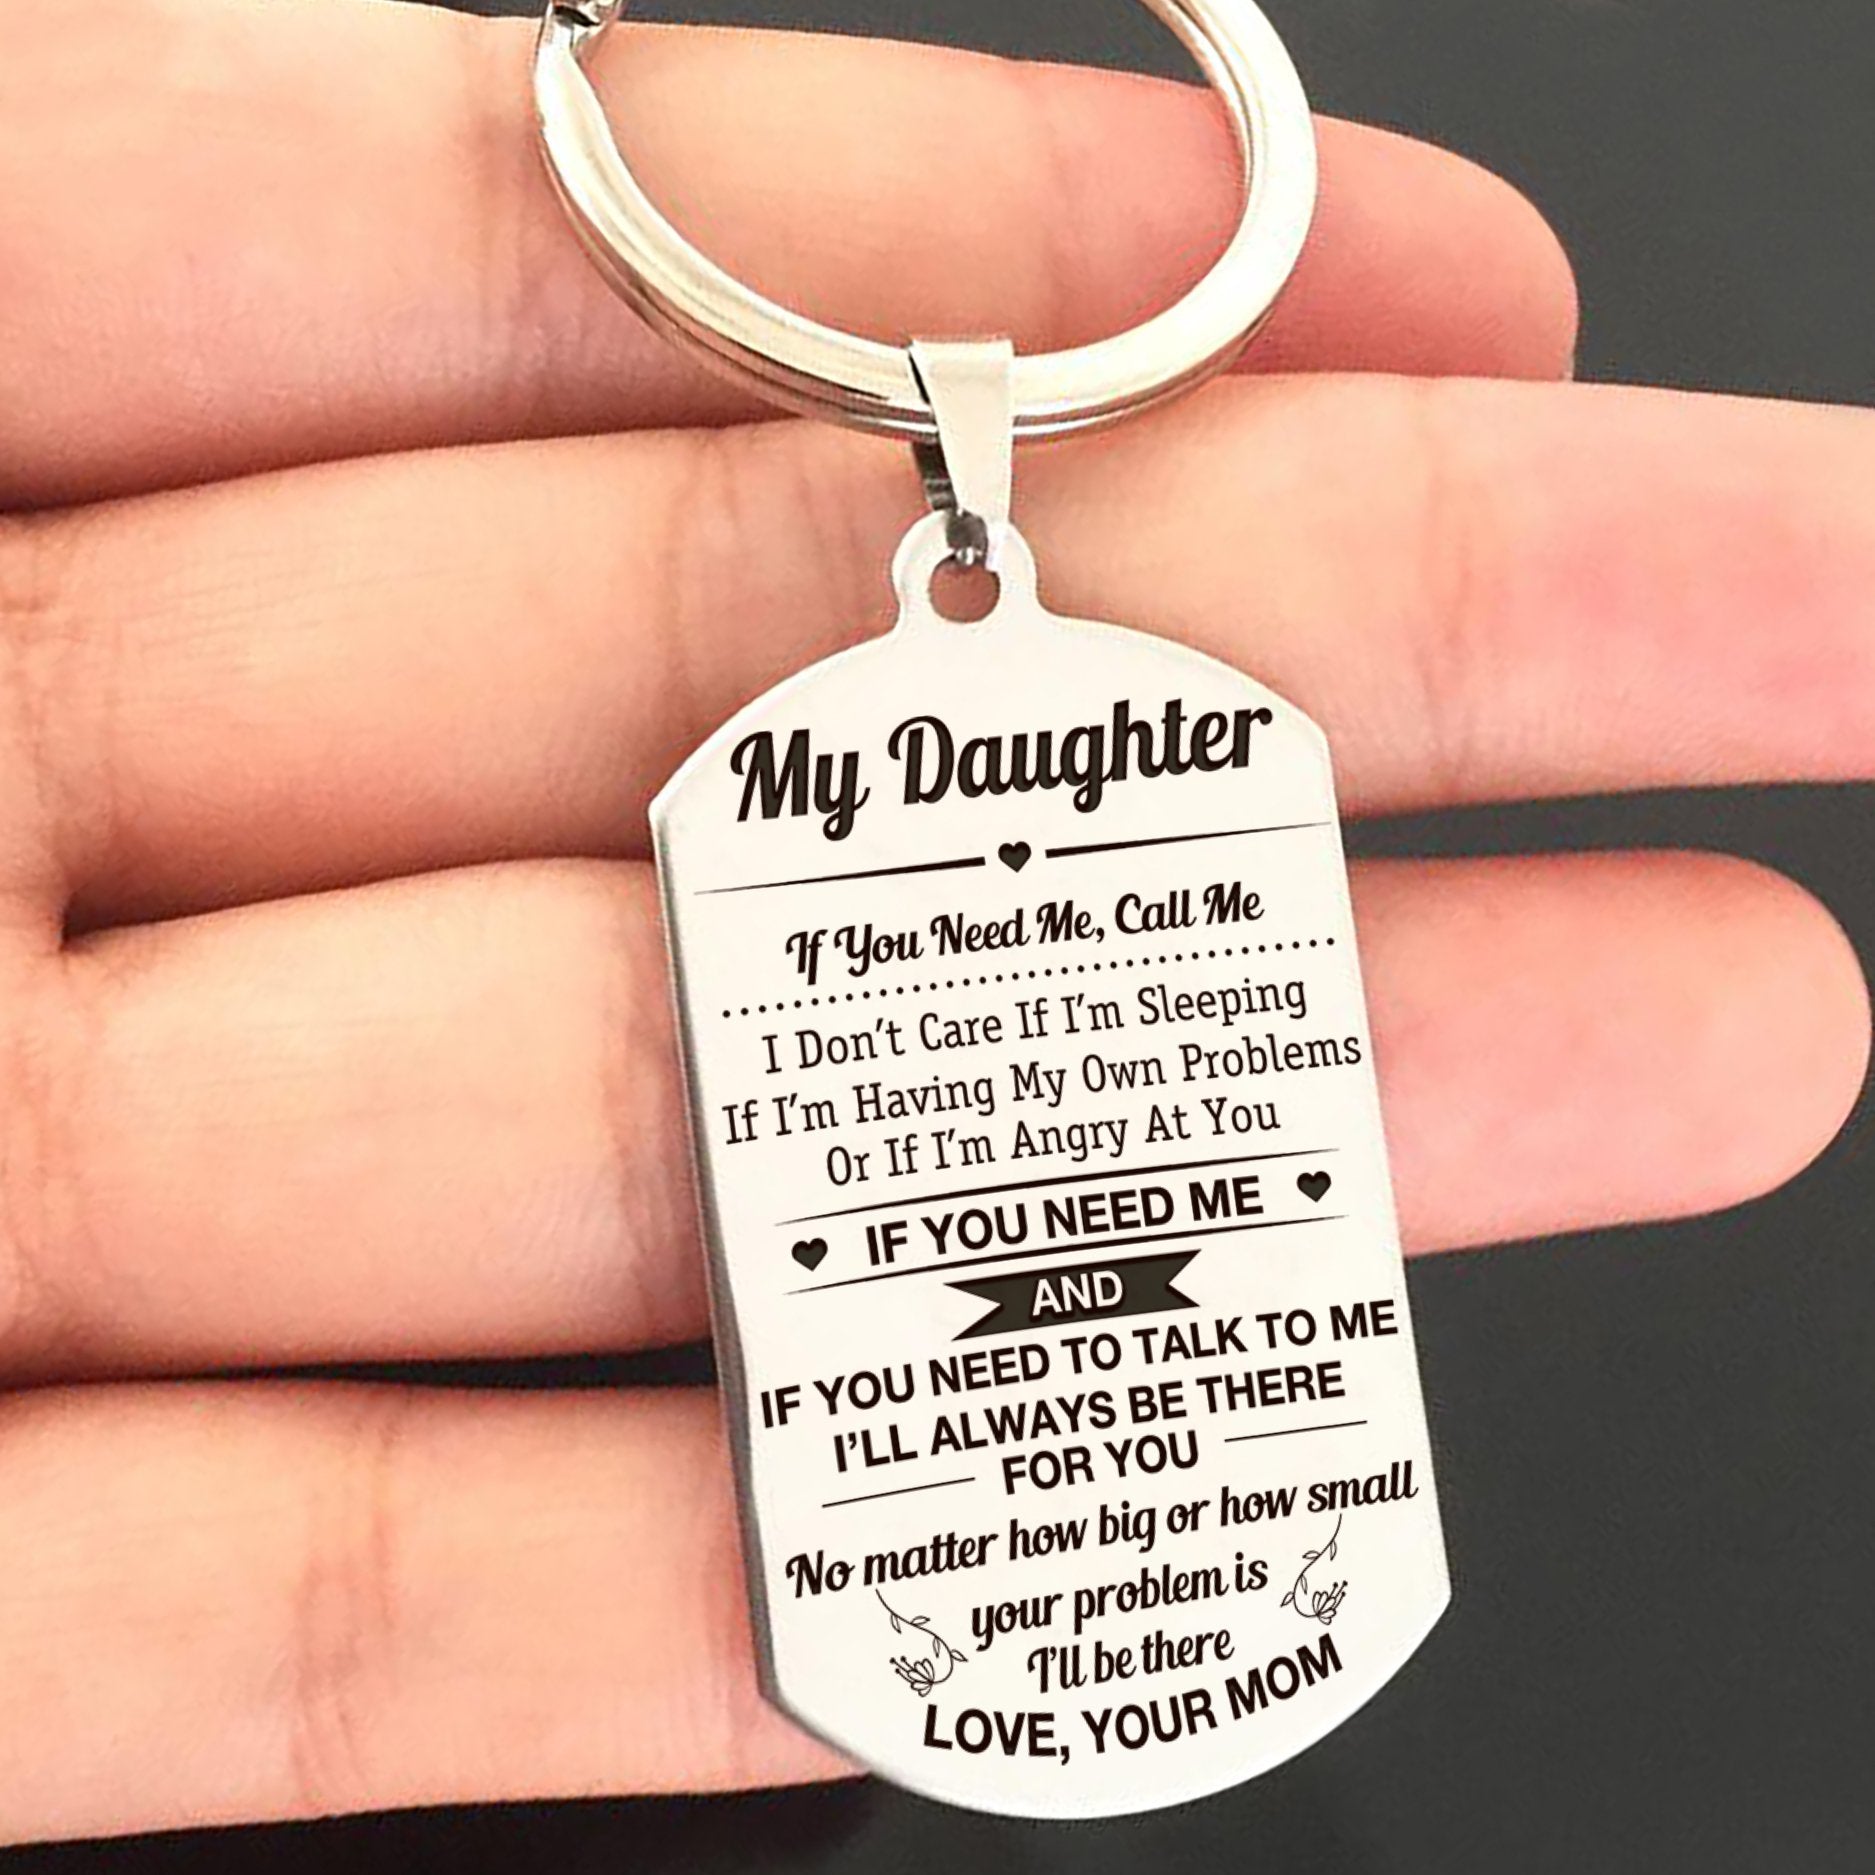 My Daughter
If You Need Me, Call Me
I Don't Care If I'm Sleeping
If I'm Having My Own Problems
Or If I'm Angry At You
IF YOU NEED ME
AND
IF YOU NEED TO TALK TO ME
I'LL ALWAYS BE THERE
FOR YOU
No matter how big or how small
your problem is
I'll be there
LOVE, YOUR MOM